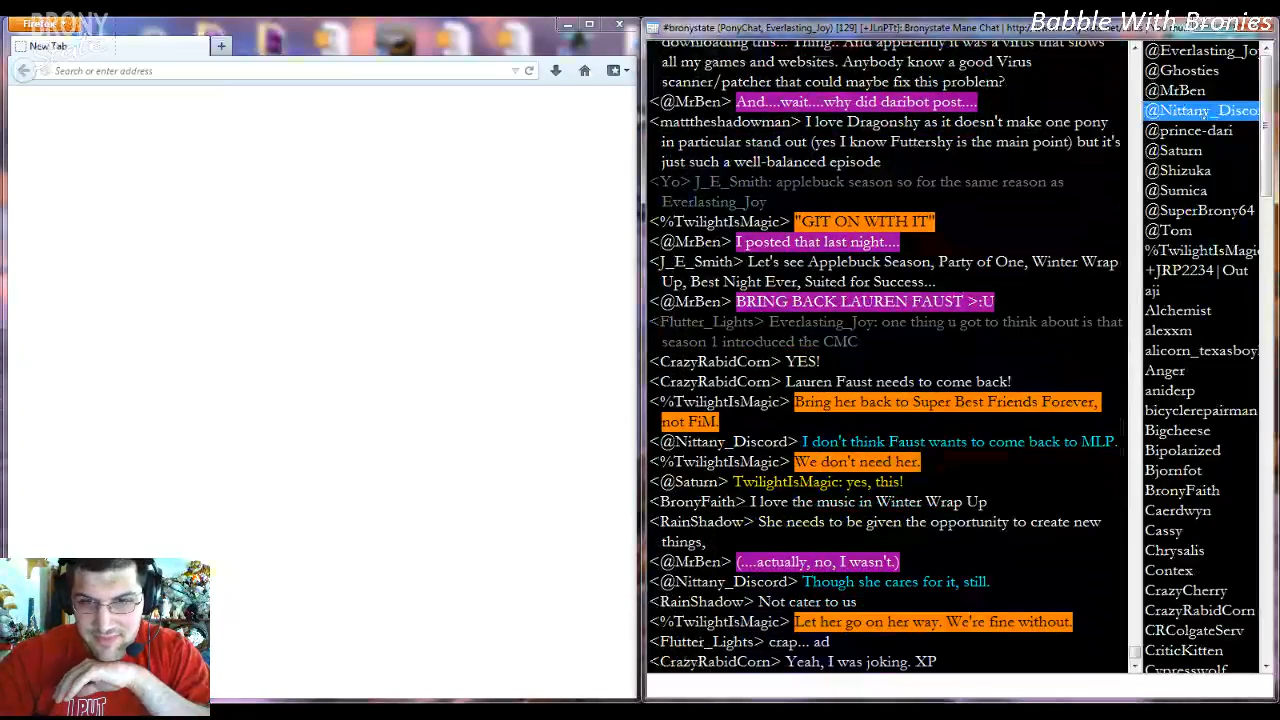 Firefox
BRONY
Babble With Bronies
New Tab
Search or enter address
#bronystate (PonyChat, Everlasting_Joy) [129] [+JLnPTf]: Bronystate Mane Chat |
downloading this... Thing.. And apperently it was a virus that slows
all my games and websites. Anybody know a good Virus
scanner/patcher that could maybe fix this problem?
<@MrBen> And....wait....why did daribot post....
<matttheshadowman> I love Dragonshy as it doesn't make one pony
in particular stand out (yes I know Futtershy is the main point) but it's
just such a well-balanced episode
<Yo> J_E_Smith: applebuck season so for the same reason as
Everlasting_Joy
<%TwilightIsMagic> "GIT ON WITH IT"
<@MrBen> I posted that last night....
<J_E_Smith> Let's see Applebuck Season, Party of One, Winter Wrap
Up, Best Night Ever, Suited for Success...
<@MrBen> BRING BACK LAUREN FAUST >:U
<Flutter_Lights> Everlasting_Joy: one thing u got to think about is that
season 1 introduced the CMC
<CrazyRabidCorn> YES!
<CrazyRabidCorn> Lauren Faust needs to come back!
<%TwilightIsMagic> Bring her back to Super Best Friends Forever,
not FiM.
<@Nittany_Discord> I don't think Faust wants to come back to MLP.
<%TwilightIsMagic> We don't need her.
<@Saturn> TwilightIsMagic: yes, this!
<BronyFaith> I love the music in Winter Wrap Up
<RainShadow> She needs to be given the opportunity to create new
things,
<@MrBen> (....actually, no, I wasn't.)
<@Nittany_Discord> Though she cares for it, still.
<RainShadow> Not cater to us
<%TwilightIsMagic> Let her go on her way. We're fine without.
<Flutter_Lights> crap... ad
<CrazyRabidCorn> Yeah, I was joking. XP
@Everlasting_Jo
@Ghosties
@MrBen
@Nittany_Disco
@prince-dari
@Saturn
@Shizuka
@Sumica
@SuperBrony64
@Tom
%TwilightIsMagic
+JRP2234|Out
aji
Alchemist
alexxm
alicorn_texasboy
Anger
aniderp
bicyclerepairman
Bigcheese
Bipolarized
Bjornfot
BronyFaith
Caerdwyn
Cassy
Chrysalis
Contex
CrazyCherry
CrazyRabidCorn
CRColgateServ
CriticKitten
Cypresswolf
I PUT